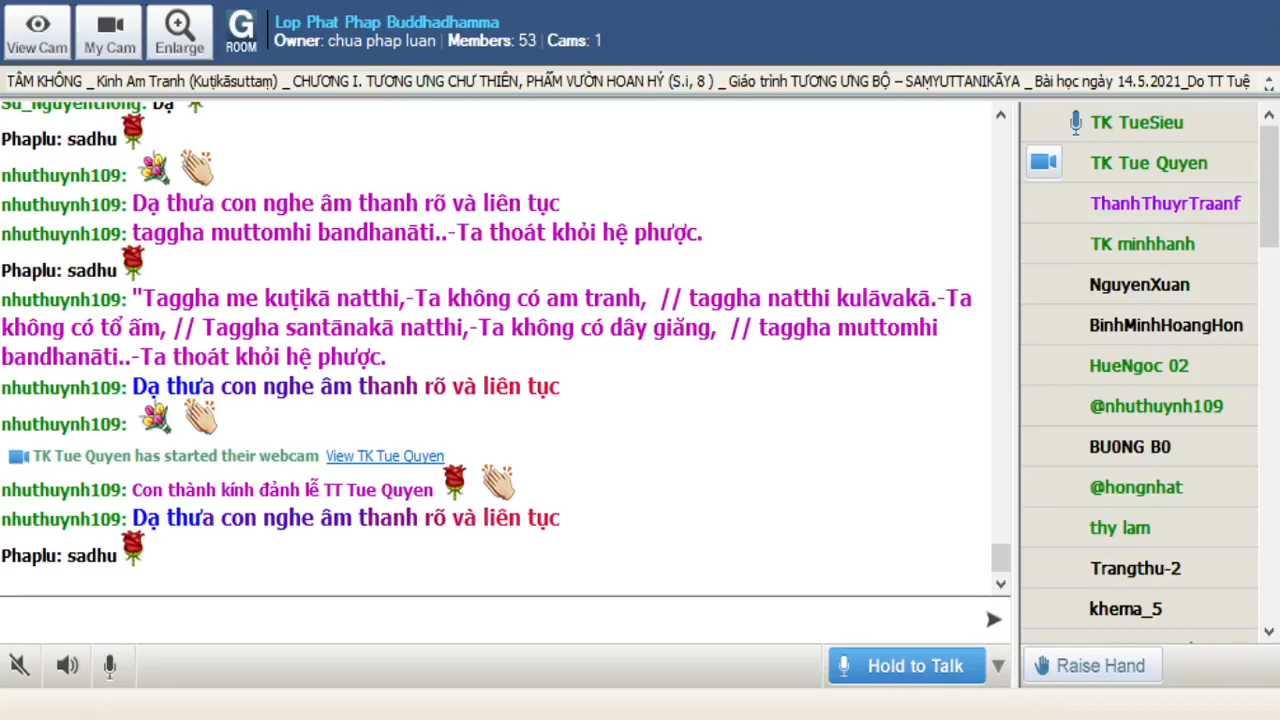 View Cam
My Cam
Enlarge
G
ROOM
Lop Phat Phap Buddhadhamma
Owner: chua phap luan | Members: 53 | Cams: 1
TÂM KHÔNG _ Kinh Am Tranh (Kuṭikāsuttaṃ) _ CHƯƠNG I. TƯƠNG ƯNG CHƯ THIÊN, PHẨM VƯỜN HOAN HỶ (S.i, 8 ) _ Giáo trình TƯƠNG ƯNG BỘ – SAṂYUTTANIKĀYA _ Bài học ngày 14.5.2021_Do TT Tuệ
Su_Nguyenthong: Dạ
Phaplu: sadhu
nhuthuynh109:
nhuthuynh109: Dạ thưa con nghe âm thanh rõ và liên tục
nhuthuynh109: taggha muttomhi bandhanāti..-Ta thoát khỏi hệ phược.
Phaplu: sadhu
nhuthuynh109: "Taggha me kuṭikā natthi,-Ta không có am tranh, // taggha natthi kulāvakā.-Ta
không có tổ ấm, // Taggha santānakā natthi,-Ta không có dây giăng, // taggha muttomhi
bandhanāti..-Ta thoát khỏi hệ phược.
nhuthuynh109: Dạ thưa con nghe âm thanh rõ và liên tục
nhuthuynh109:
TK Tue Quyen has started their webcam View TK Tue Quyen
nhuthuynh109: Con thành kính đảnh lễ TT Tue Quyen
nhuthuynh109: Dạ thưa con nghe âm thanh rõ và liên tục
Phaplu: sadhu
TK TueSieu
TK Tue Quyen
ThanhThuyrTraanf
TK minhhanh
NguyenXuan
BinhMinhHoangHon
HueNgoc 02
@nhuthuynh109
BU0NG B0
@hongnhat
thy lam
Trangthu-2
khema_5
Hold to Talk
Raise Hand